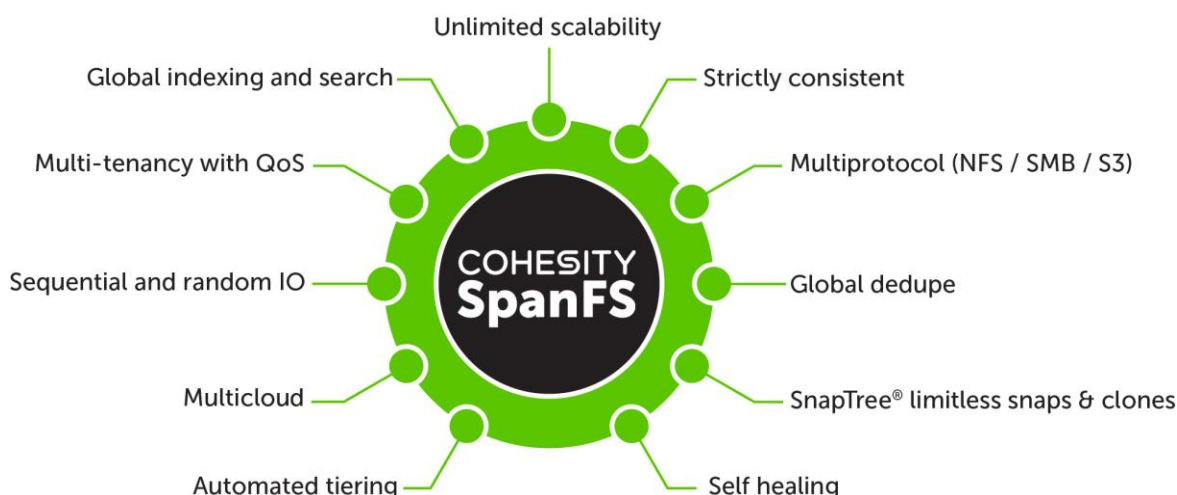 Unlimited scalability
Global indexing and search
Strictly consistent
Multi-tenancy with QoS
Multiprotocol (NFS / SMB / S3)
COHESITY
SpanFS
Sequential and random IO
Global dedupe
Multicloud
SnapTree® limitless snaps & clones
Automated tiering
Self healing